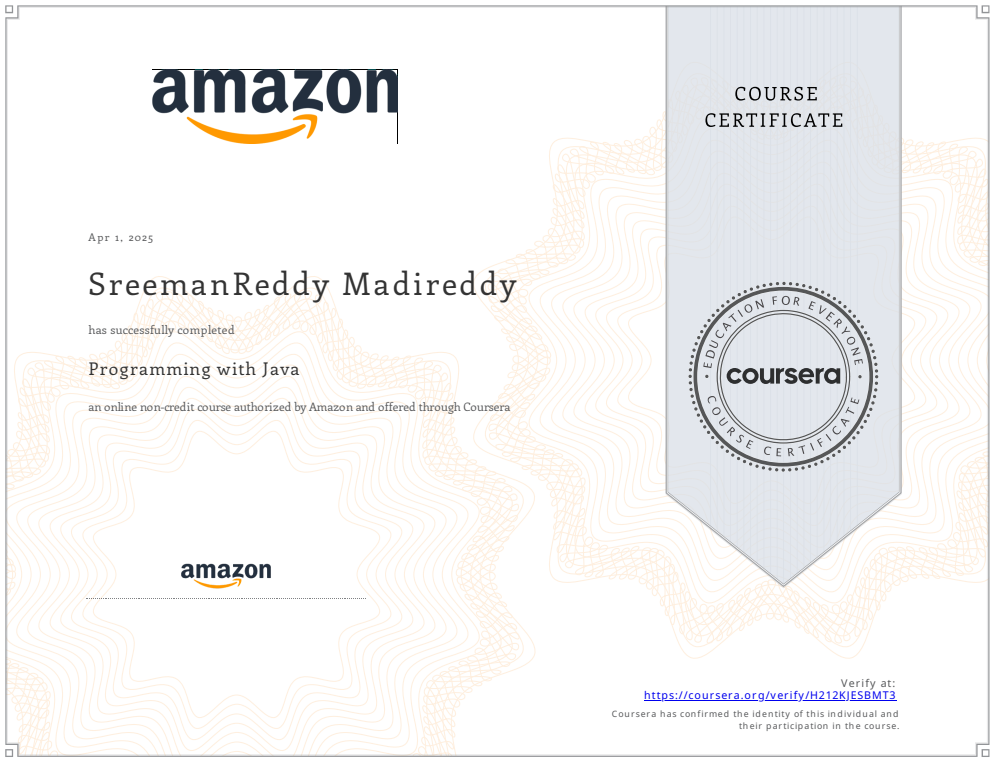 amazon
COURSE
CERTIFICATE
Apr 1, 2025
SreemanReddy Madireddy
has successfully completed
Programming with Java
an online non-credit course authorized by Amazon and offered through Coursera
EDUCATION FOR EVERYONE
coursera
COURSE CERTIFICATE
amazon
Verify at:
https://coursera.org/verify/H212KJESBMT3
Coursera has confirmed the identity of this individual and
their participation in the course.